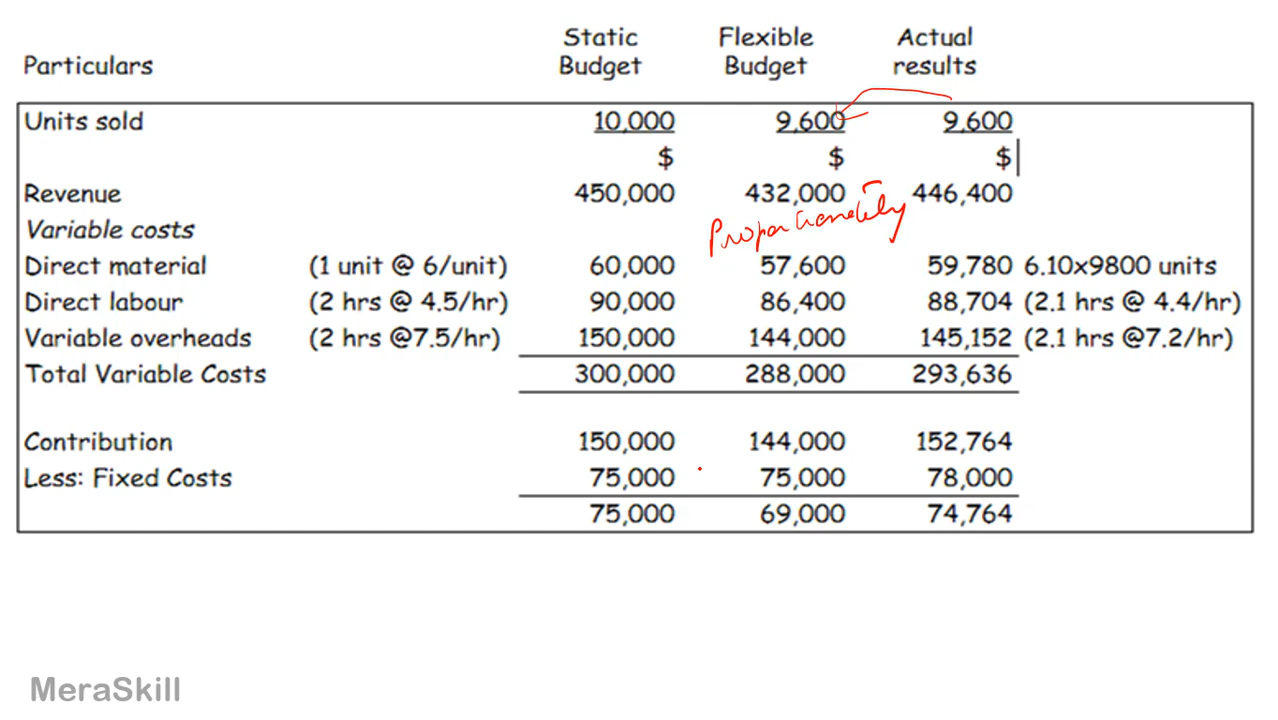 Static Flexible Actual
Particulars Budget Budget results
Units sold 10,000 9,600 9,600
$ $ $
Revenue 450,000 432,000 446,400
Variable costs Proportionately
Direct material (1 unit @ 6/unit) 60,000 57,600 59,780 6.10x9800 units
Direct labour (2 hrs @ 4.5/hr) 90,000 86,400 88,704 (2.1 hrs @ 4.4/hr)
Variable overheads (2 hrs @7.5/hr) 150,000 144,000 145,152 (2.1 hrs @7.2/hr)
Total Variable Costs 300,000 288,000 293,636
Contribution 150,000 144,000 152,764
Less: Fixed Costs 75,000 75,000 78,000
75,000 69,000 74,764
MeraSkill